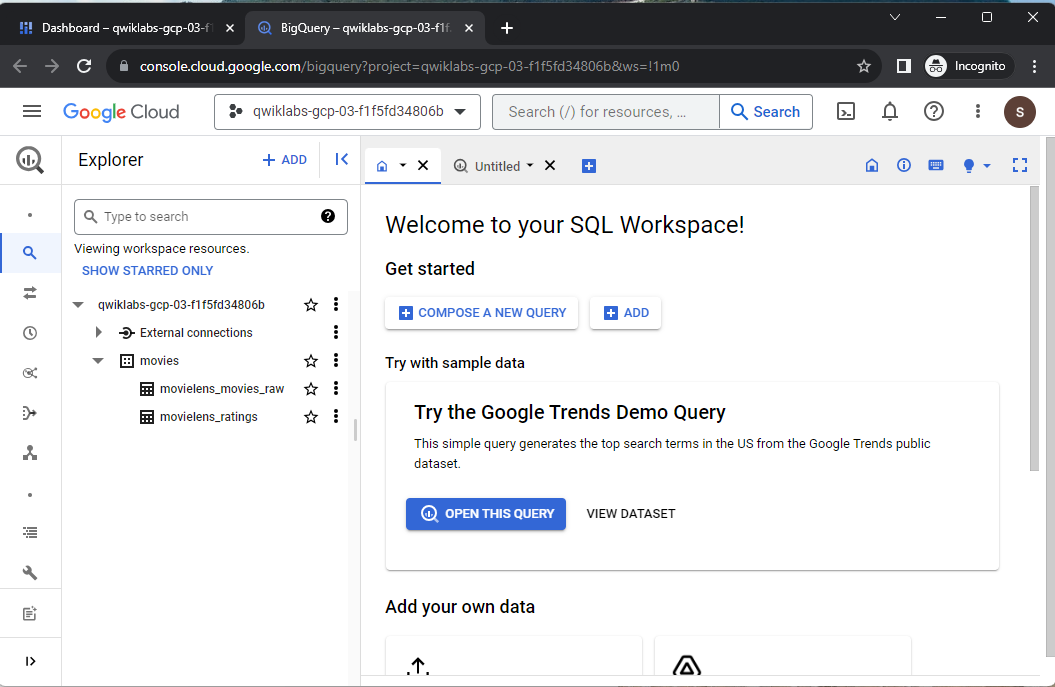 Dashboard – qwiklabs-gcp-03-f1
BigQuery – qwiklabs-gcp-03-f1f
console.cloud.google.com/bigquery?project=qwiklabs-gcp-03-f1f5fd34806b&ws=!1m0
Incognito
Google Cloud
qwiklabs-gcp-03-f1f5fd34806b
Search (/) for resources, ...
Search
S
Explorer
+ ADD
Untitled
Type to search
Viewing workspace resources.
SHOW STARRED ONLY
qwiklabs-gcp-03-f1f5fd34806b
External connections
movies
movielens_movies_raw
movielens_ratings
Welcome to your SQL Workspace!
Get started
COMPOSE A NEW QUERY
ADD
Try with sample data
Try the Google Trends Demo Query
This simple query generates the top search terms in the US from the Google Trends public
dataset.
OPEN THIS QUERY
VIEW DATASET
Add your own data